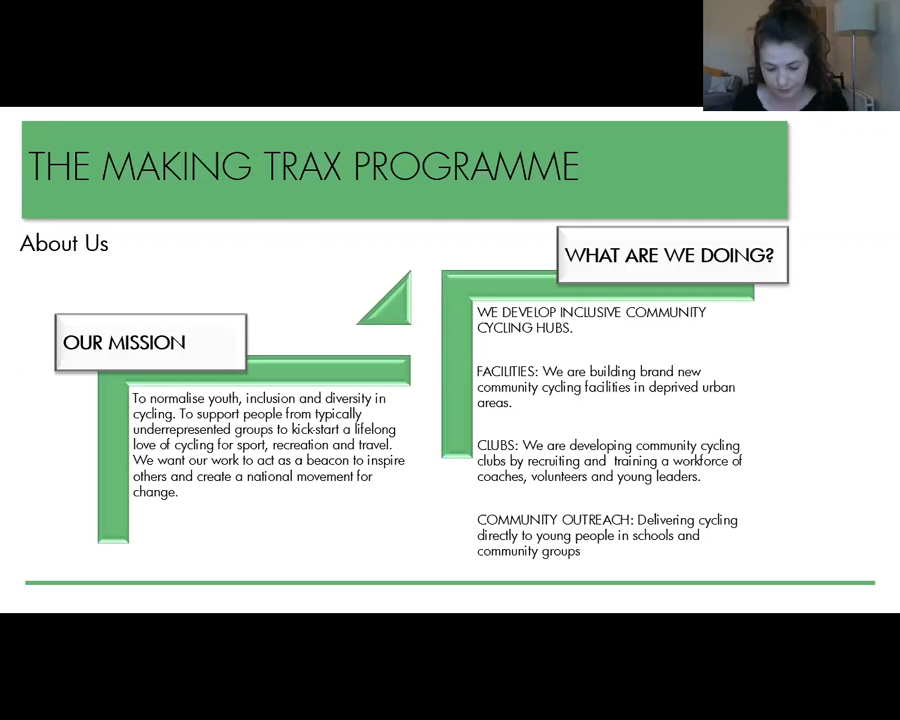 THE MAKING TRAX PROGRAMME
About Us
OUR MISSION
To normalise youth, inclusion and diversity in
cycling. To support people from typically
underrepresented groups to kick-start a lifelong
love of cycling for sport, recreation and travel.
We want our work to act as a beacon to inspire
others and create a national movement for
change.
WHAT ARE WE DOING?
WE DEVELOP INCLUSIVE COMMUNITY
CYCLING HUBS.
FACILITIES: We are building brand new
community cycling facilities in deprived urban
areas.
CLUBS: We are developing community cycling
clubs by recruiting and training a workforce of
coaches, volunteers and young leaders.
COMMUNITY OUTREACH: Delivering cycling
directly to young people in schools and
community groups